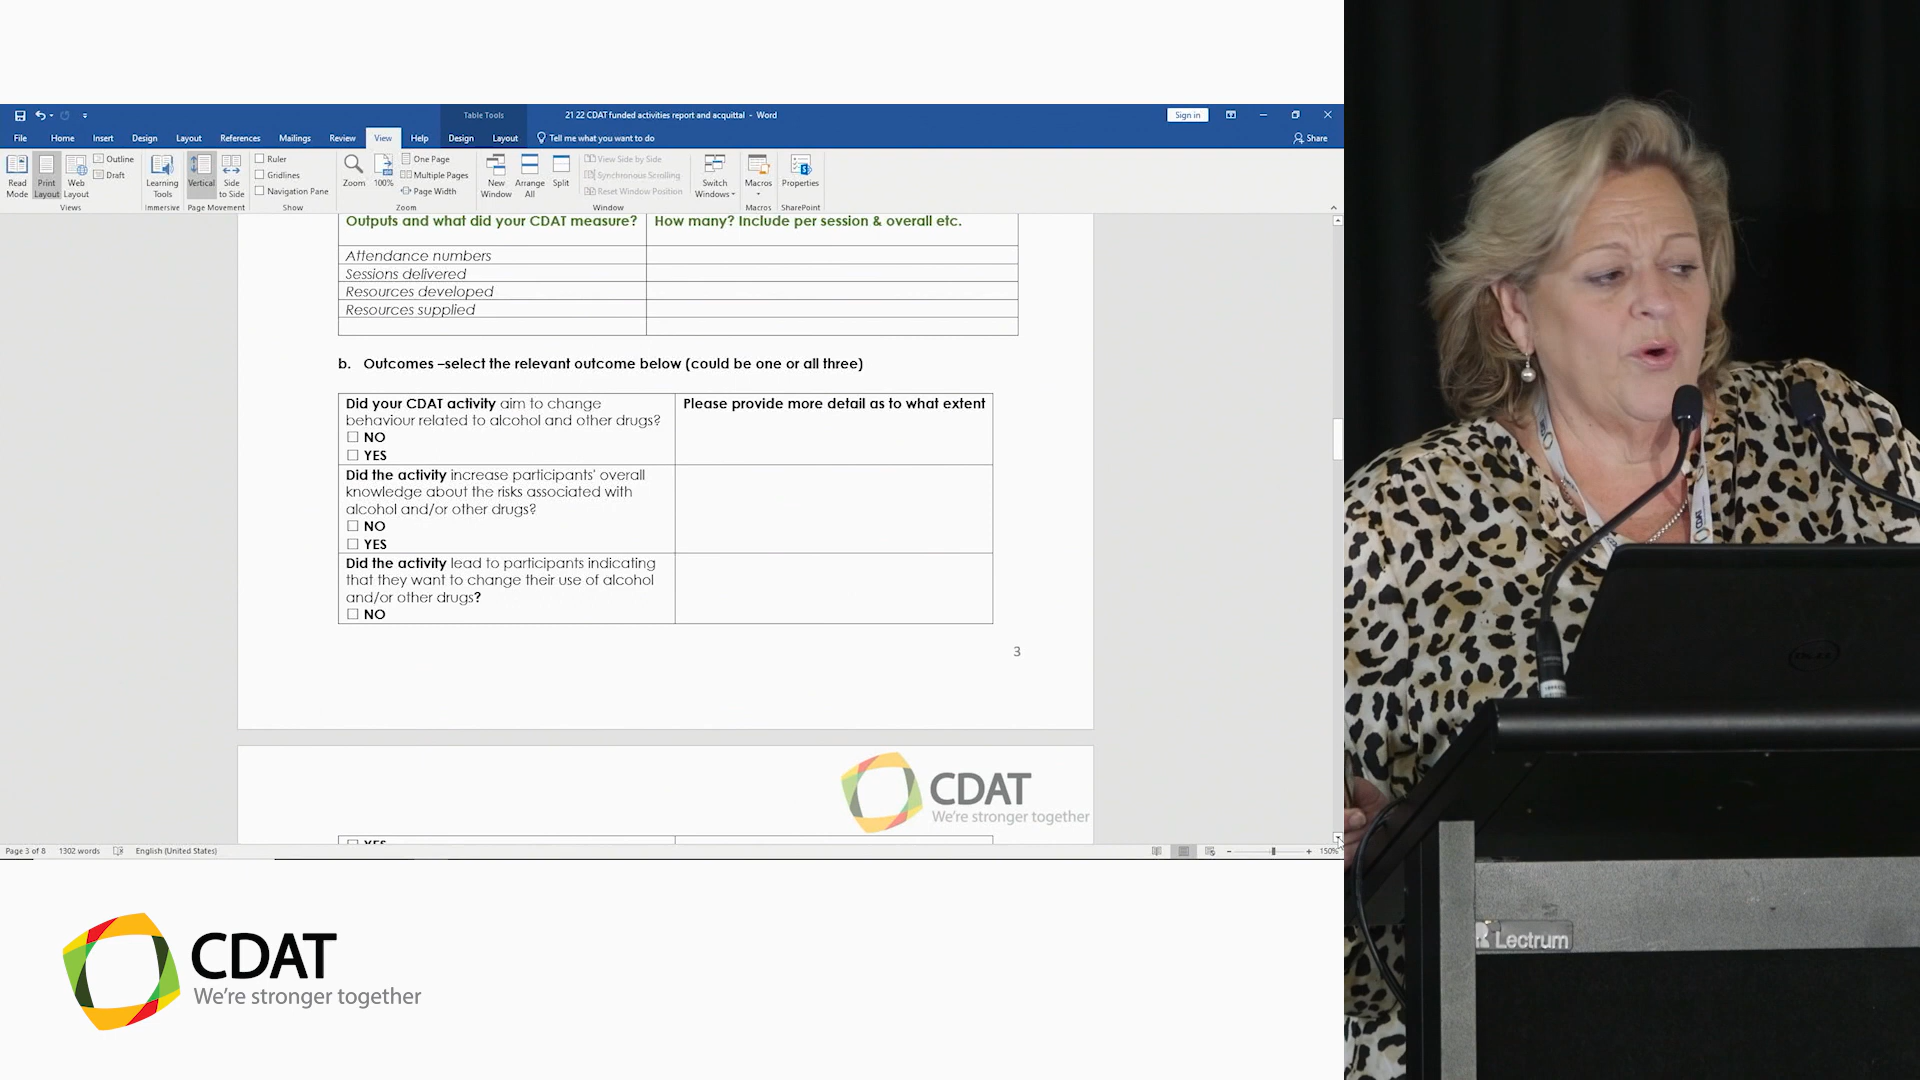 Table Tools
21 22 CDAT funded activities report and acquittal - Word
Sign in
File Home Insert Design Layout References Mailings Review View Help Design Layout Tell me what you want to do
Share
Read Mode
Print Layout
Web Layout
Outline
Draft
Views
Learning Tools
Immersive
Vertical
Side to Side
Page Movement
Ruler
Gridlines
Navigation Pane
Show
Zoom
100%
One Page
Multiple Pages
Page Width
Zoom
New Window
Arrange All
Split
View Side by Side
Synchronous Scrolling
Reset Window Position
Window
Switch Windows
Macros
Macros
Properties
SharePoint
Outputs and what did your CDAT measure?
How many? Include per session & overall etc.
Attendance numbers
Sessions delivered
Resources developed
Resources supplied
b. Outcomes –select the relevant outcome below (could be one or all three)
Did your CDAT activity aim to change
behaviour related to alcohol and other drugs?
☐ NO
☐ YES
Please provide more detail as to what extent
Did the activity increase participants' overall
knowledge about the risks associated with
alcohol and/or other drugs?
☐ NO
☐ YES
Did the activity lead to participants indicating
that they want to change their use of alcohol
and/or other drugs?
☐ NO
3
CDAT
We're stronger together
☐ YES
Page 3 of 8 1302 words English (United States)
150%
CDAT
We're stronger together
CDAT
DELL
Lectrum